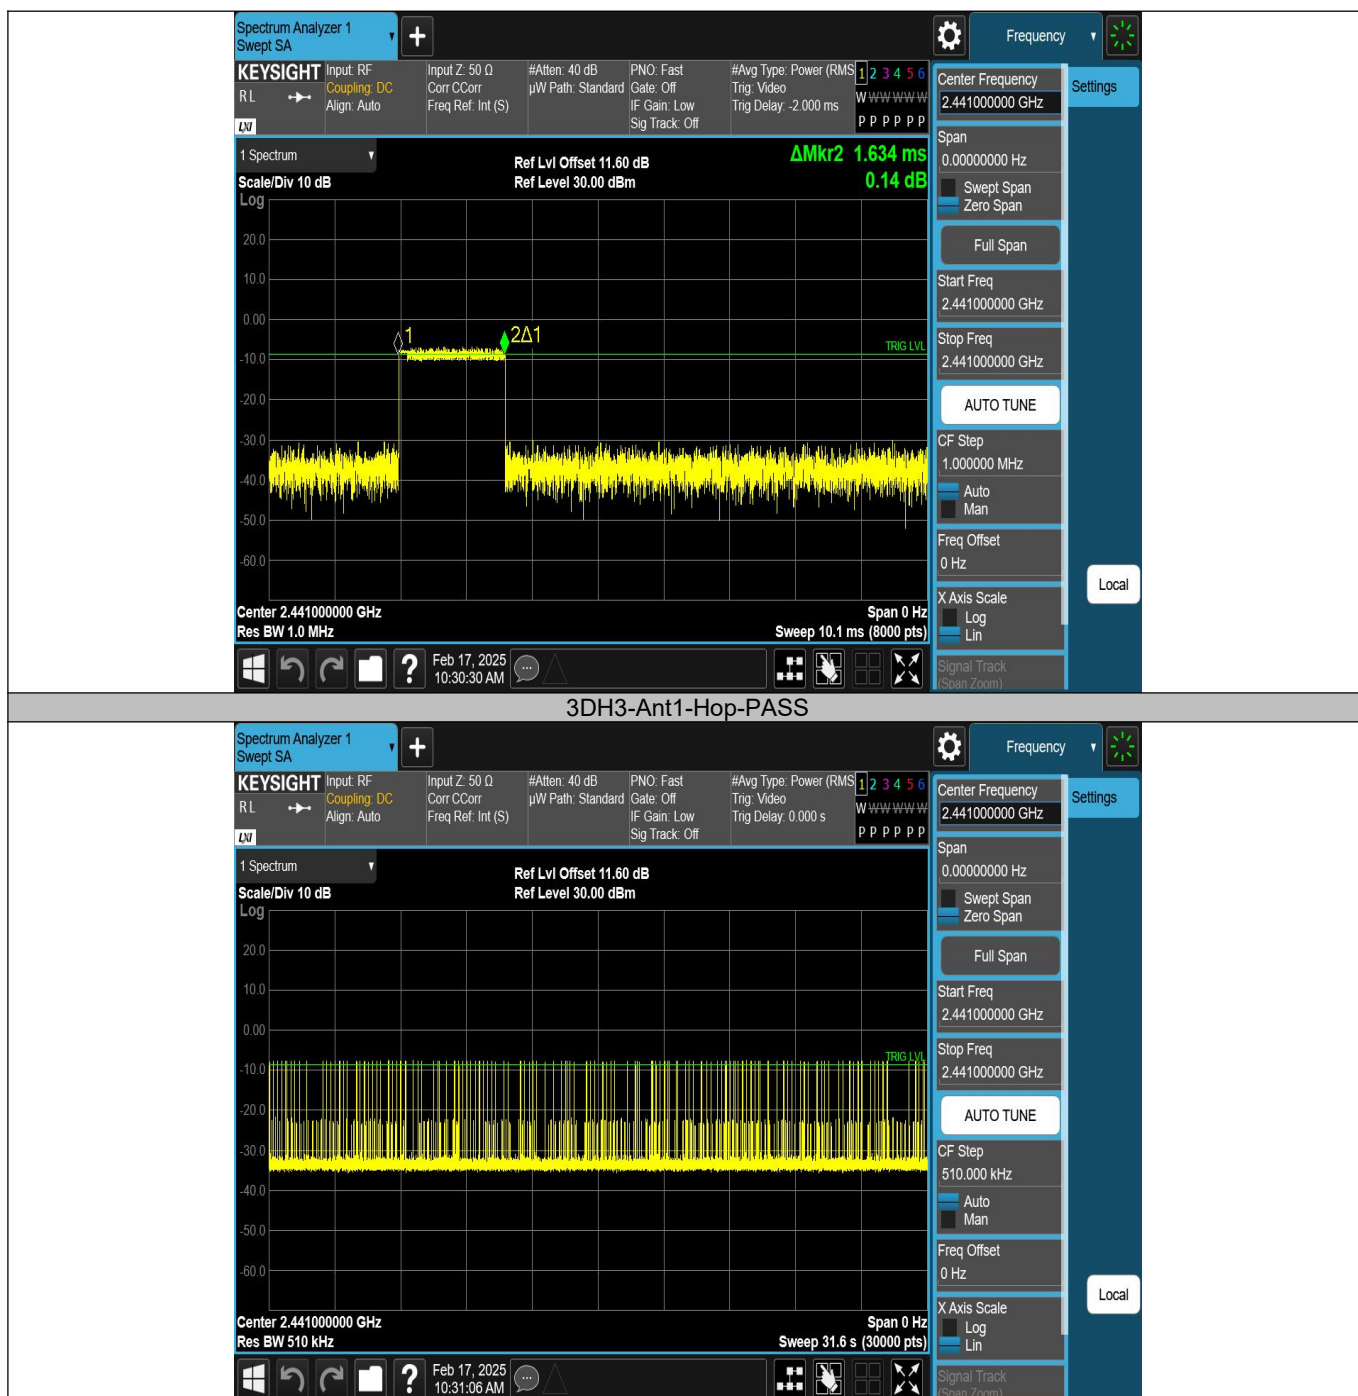 Spectrum Analyzer 1
Swept SA
Frequency
KEYSIGHT
R L
LXI
Input: RF
Coupling: DC
Align: Auto
Input Z: 50 Ω
Corr CCorr
Freq Ref: Int (S)
#Atten: 40 dB
µW Path: Standard
PNO: Fast
Gate: Off
IF Gain: Low
Sig Track: Off
#Avg Type: Power (RMS
Trig: Video
Trig Delay: -2.000 ms
1 2 3 4 5 6
W W W W W W
P P P P P P
1 Spectrum
Scale/Div 10 dB
Ref Lvl Offset 11.60 dB
Ref Level 30.00 dBm
ΔMkr2 1.634 ms
0.14 dB
Log
20.0
10.0
0.00
-10.0
-20.0
-30.0
-40.0
-50.0
-60.0
1
2Δ1
TRIG LVL
Center 2.441000000 GHz
Res BW 1.0 MHz
Span 0 Hz
Sweep 10.1 ms (8000 pts)
Feb 17, 2025
10:30:30 AM
Center Frequency
2.441000000 GHz
Settings
Span
0.00000000 Hz
Swept Span
Zero Span
Full Span
Start Freq
2.441000000 GHz
Stop Freq
2.441000000 GHz
AUTO TUNE
CF Step
1.000000 MHz
Auto
Man
Freq Offset
0 Hz
X Axis Scale
Log
Lin
Signal Track
(Span Zoom)
Local
3DH3-Ant1-Hop-PASS
Spectrum Analyzer 1
Swept SA
Frequency
KEYSIGHT
R L
LXI
Input: RF
Coupling: DC
Align: Auto
Input Z: 50 Ω
Corr CCorr
Freq Ref: Int (S)
#Atten: 40 dB
µW Path: Standard
PNO: Fast
Gate: Off
IF Gain: Low
Sig Track: Off
#Avg Type: Power (RMS
Trig: Video
Trig Delay: 0.000 s
1 2 3 4 5 6
W W W W W W
P P P P P P
1 Spectrum
Scale/Div 10 dB
Ref Lvl Offset 11.60 dB
Ref Level 30.00 dBm
Log
20.0
10.0
0.00
-10.0
-20.0
-30.0
-40.0
-50.0
-60.0
TRIG LVL
Center 2.441000000 GHz
Res BW 510 kHz
Span 0 Hz
Sweep 31.6 s (30000 pts)
Feb 17, 2025
10:31:06 AM
Center Frequency
2.441000000 GHz
Settings
Span
0.00000000 Hz
Swept Span
Zero Span
Full Span
Start Freq
2.441000000 GHz
Stop Freq
2.441000000 GHz
AUTO TUNE
CF Step
510.000 kHz
Auto
Man
Freq Offset
0 Hz
X Axis Scale
Log
Lin
Signal Track
(Span Zoom)
Local